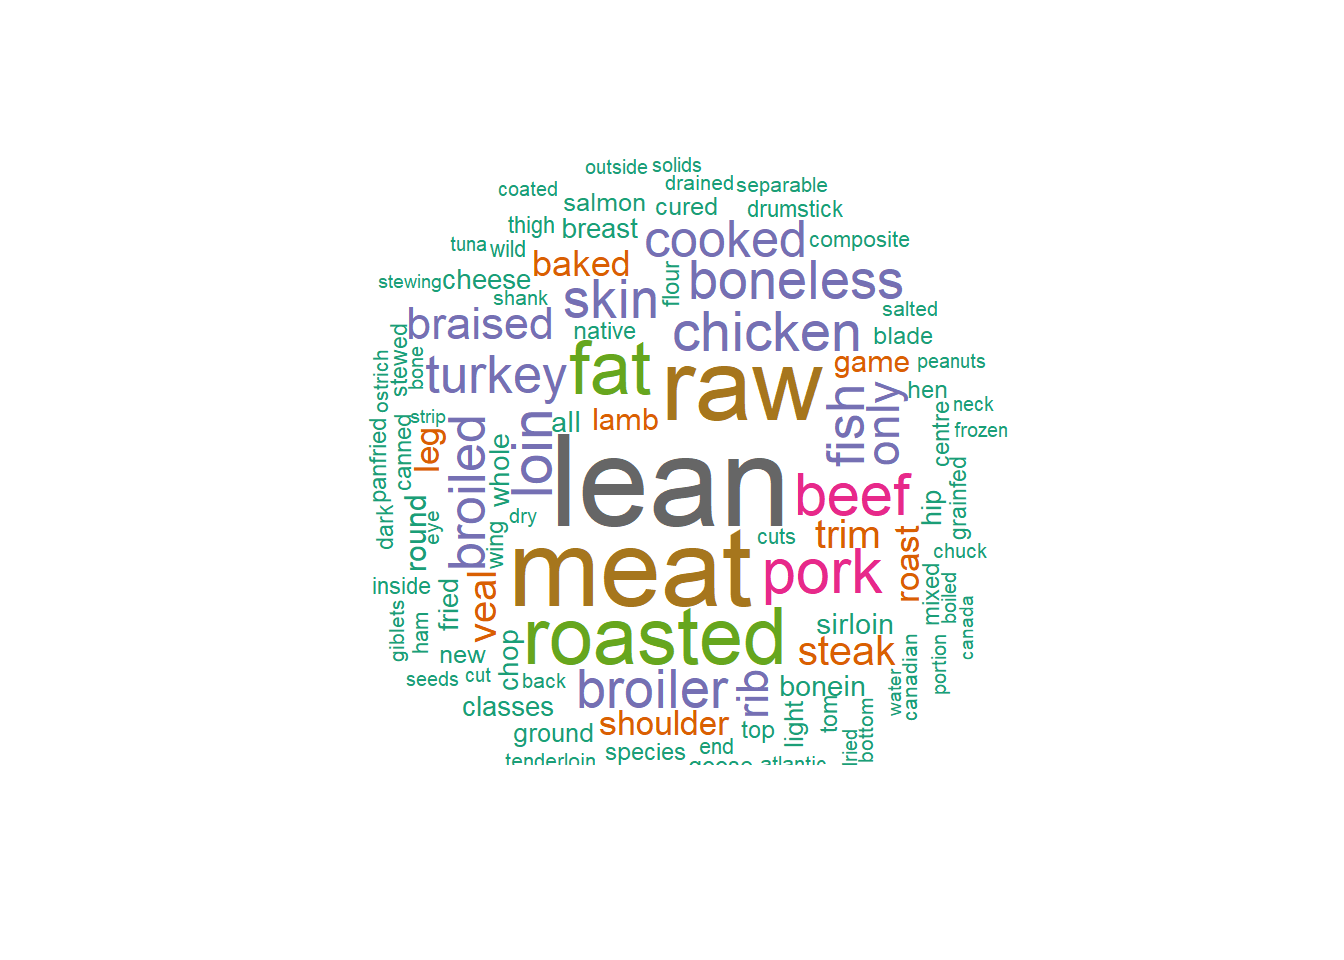 outside solids
coated drained separable
salmon cured drumstick
thigh breast cooked composite
tuna wild baked
stewing cheese skin flour boneless
shank salted
braised native chicken blade
ostrich stewed bone turkey fat raw game peanuts
strip all lamb fish only hen neck
panfried canned leg broiled loin whole centre frozen
lean
dark round eye dry beef hip grainfed
wing cuts trim chuck
meat pork roast
inside fried veal mixed boiled
giblets ham roasted sirloin canada
new chop steak
seeds cut back broiler rib bonein water canadian portion
classes shoulder light tom
ground top bottom
species end
tenderloin atlantic